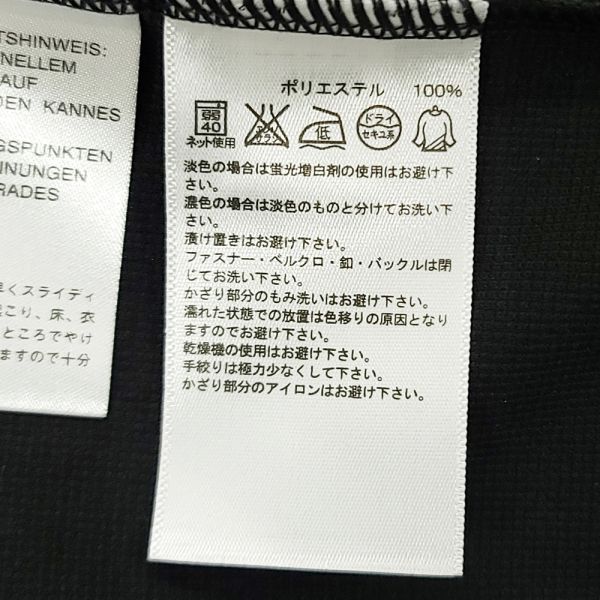 TSHINWEIS:
NELLEM
AUF
DEN KANNES
GSPUNKTEN
INUNGEN
RADES
くスライディ
こり、床、衣
ところでやけ
ますので十分
ポリエステル 100%
弱
40
ネット使用
エンソ
サラシ
低
ドライ
セキユ系
淡色の場合は蛍光増白剤の使用はお避け下
さい。
濃色の場合は淡色のものと分けてお洗い下
さい。
漬け置きはお避け下さい。
ファスナー・ベルクロ・釦・バックルは閉
じてお洗い下さい。
かざり部分のもみ洗いはお避け下さい。
濡れた状態での放置は色移りの原因となり
ますのでお避け下さい。
乾燥機の使用はお避け下さい。
手絞りは極力少なくして下さい。
かざり部分のアイロンはお避け下さい。